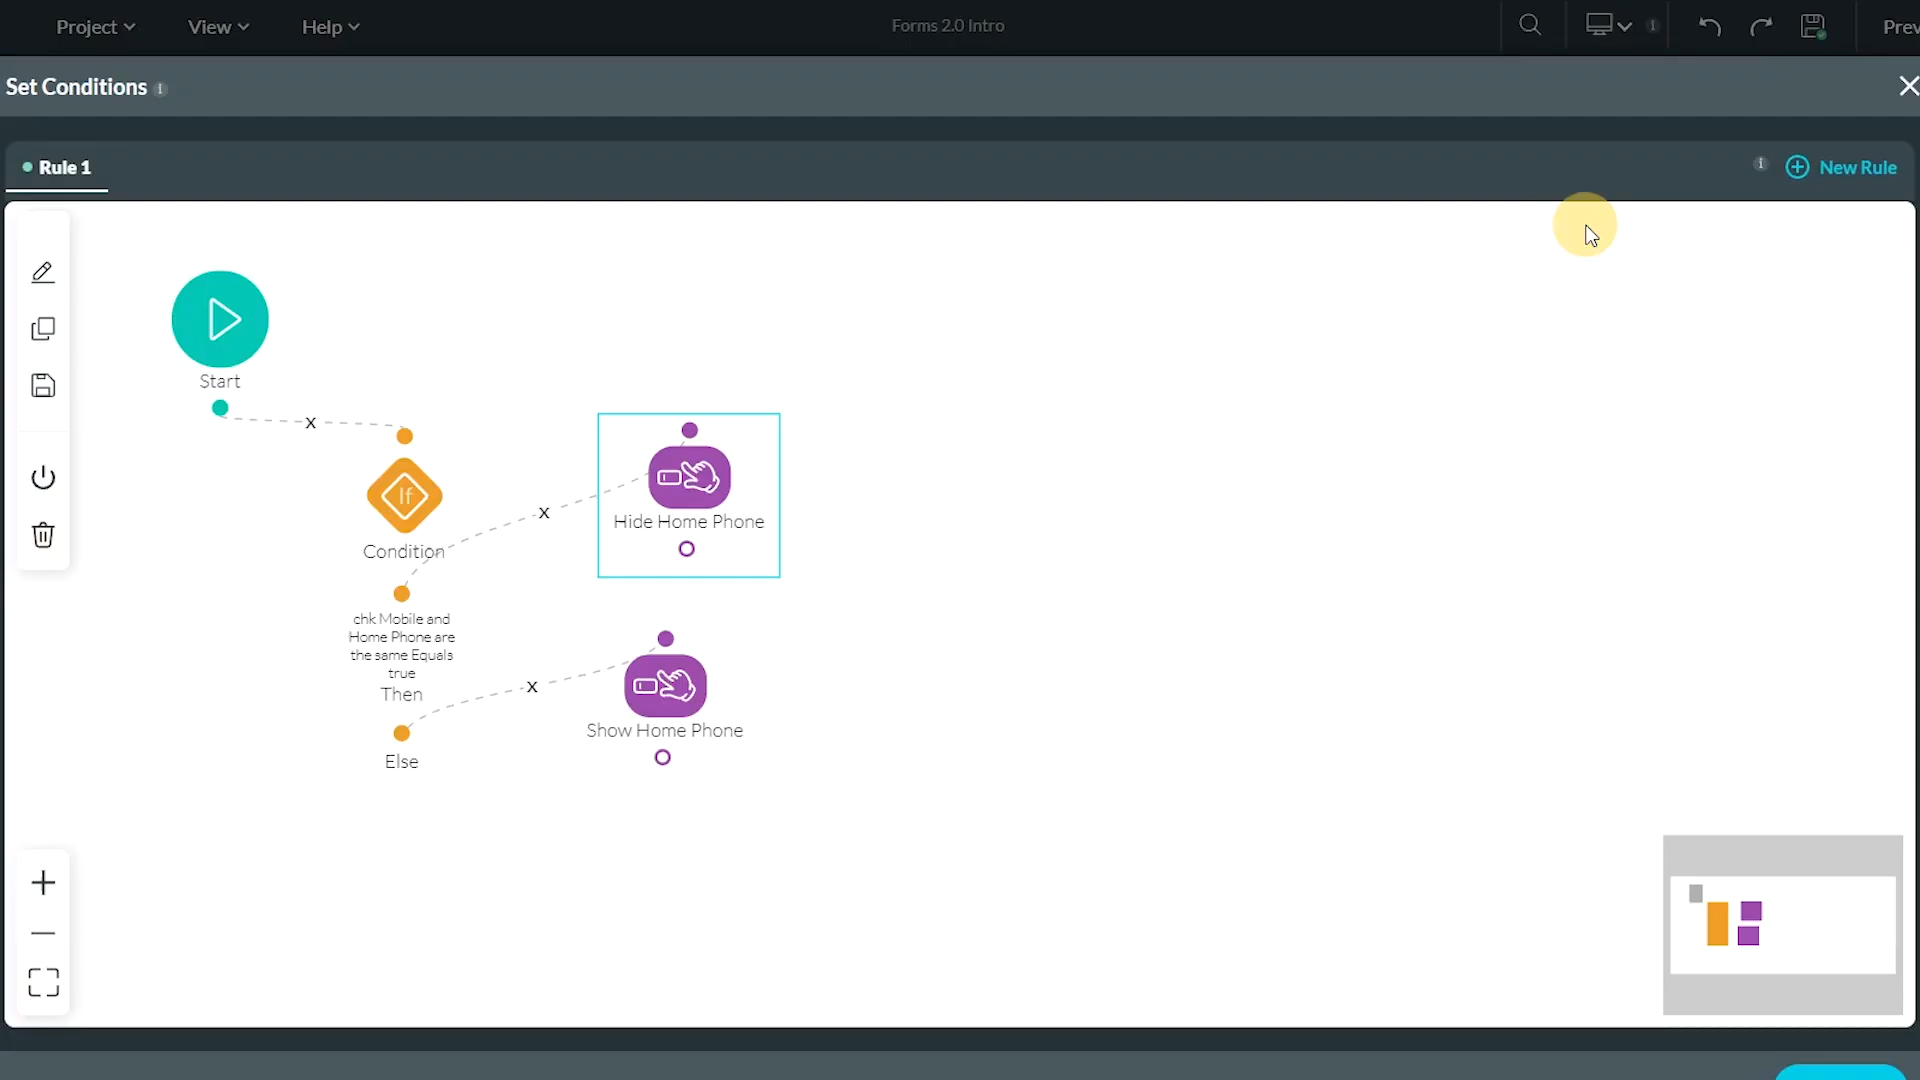 Project
View
Help
Forms 2.0 Intro
Prev
Set Conditions
Rule 1
New Rule
Start
x
If
Condition
x
Hide Home Phone
chk Mobile and
Home Phone are
the same Equals
true
Then
x
Show Home Phone
Else